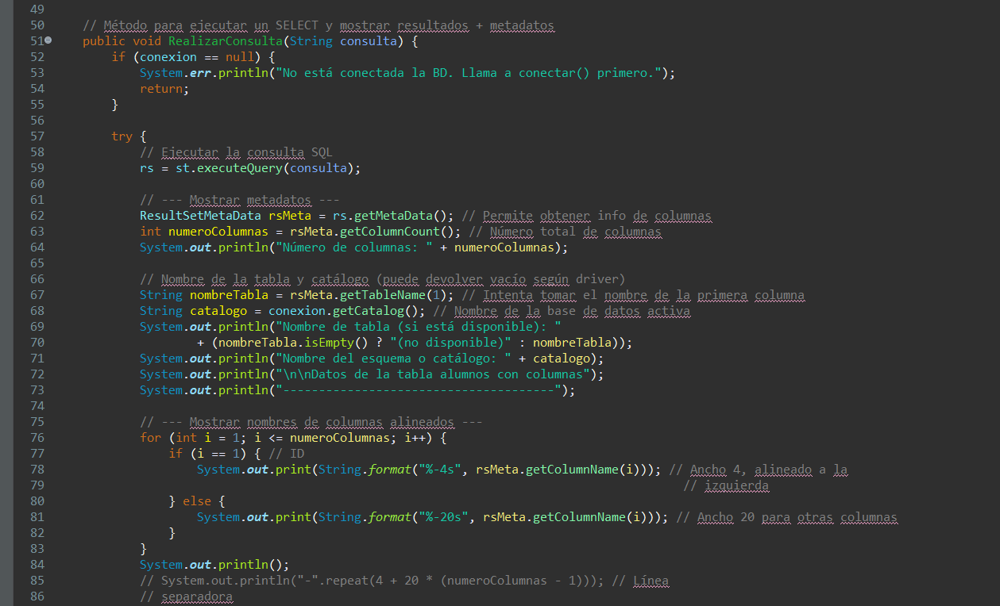 49
50 // Método para ejecutar un SELECT y mostrar resultados + metadatos
51 public void RealizarConsulta(String consulta) {
52 if (conexion == null) {
53 System.err.println("No está conectada la BD. Llama a conectar() primero.");
54 return;
55 }
56
57 try {
58 // Ejecutar la consulta SQL
59 rs = st.executeQuery(consulta);
60
61 // --- Mostrar metadatos ---
62 ResultSetMetaData rsMeta = rs.getMetaData(); // Permite obtener info de columnas
63 int numeroColumnas = rsMeta.getColumnCount(); // Número total de columnas
64 System.out.println("Número de columnas: " + numeroColumnas);
65
66 // Nombre de la tabla y catálogo (puede devolver vacío según driver)
67 String nombreTabla = rsMeta.getTableName(1); // Intenta tomar el nombre de la primera columna
68 String catalogo = conexion.getCatalog(); // Nombre de la base de datos activa
69 System.out.println("Nombre de tabla (si está disponible): "
70 + (nombreTabla.isEmpty() ? "(no disponible)" : nombreTabla));
71 System.out.println("Nombre del esquema o catálogo: " + catalogo);
72 System.out.println("\n\nDatos de la tabla alumnos con columnas");
73 System.out.println("--------------------------------------");
74
75 // --- Mostrar nombres de columnas alineados ---
76 for (int i = 1; i <= numeroColumnas; i++) {
77 if (i == 1) { // ID
78 System.out.print(String.format("%-4s", rsMeta.getColumnName(i))); // Ancho 4, alineado a la
79 // izquierda
80 } else {
81 System.out.print(String.format("%-20s", rsMeta.getColumnName(i))); // Ancho 20 para otras columnas
82 }
83 }
84 System.out.println();
85 // System.out.println("-".repeat(4 + 20 * (numeroColumnas - 1))); // Línea
86 // separadora